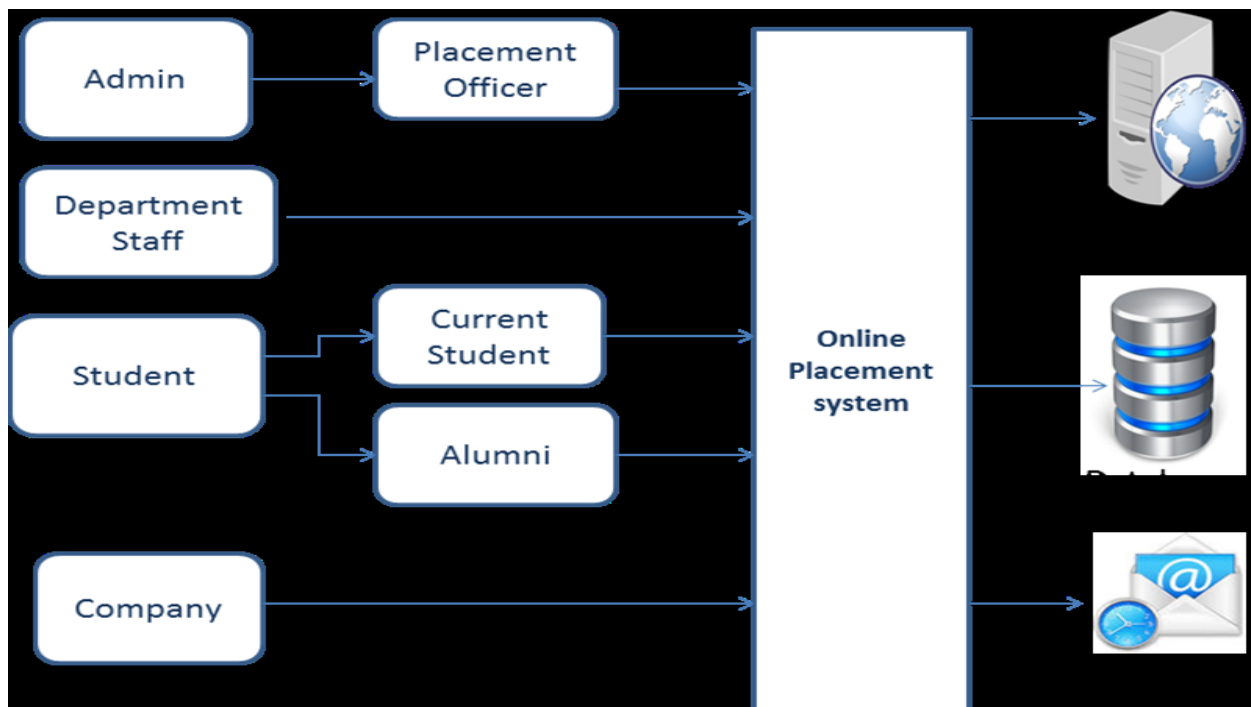 Admin
Placement
Officer
Department
Staff
Student
Current
Student
Alumni
Company
Online
Placement
system
@